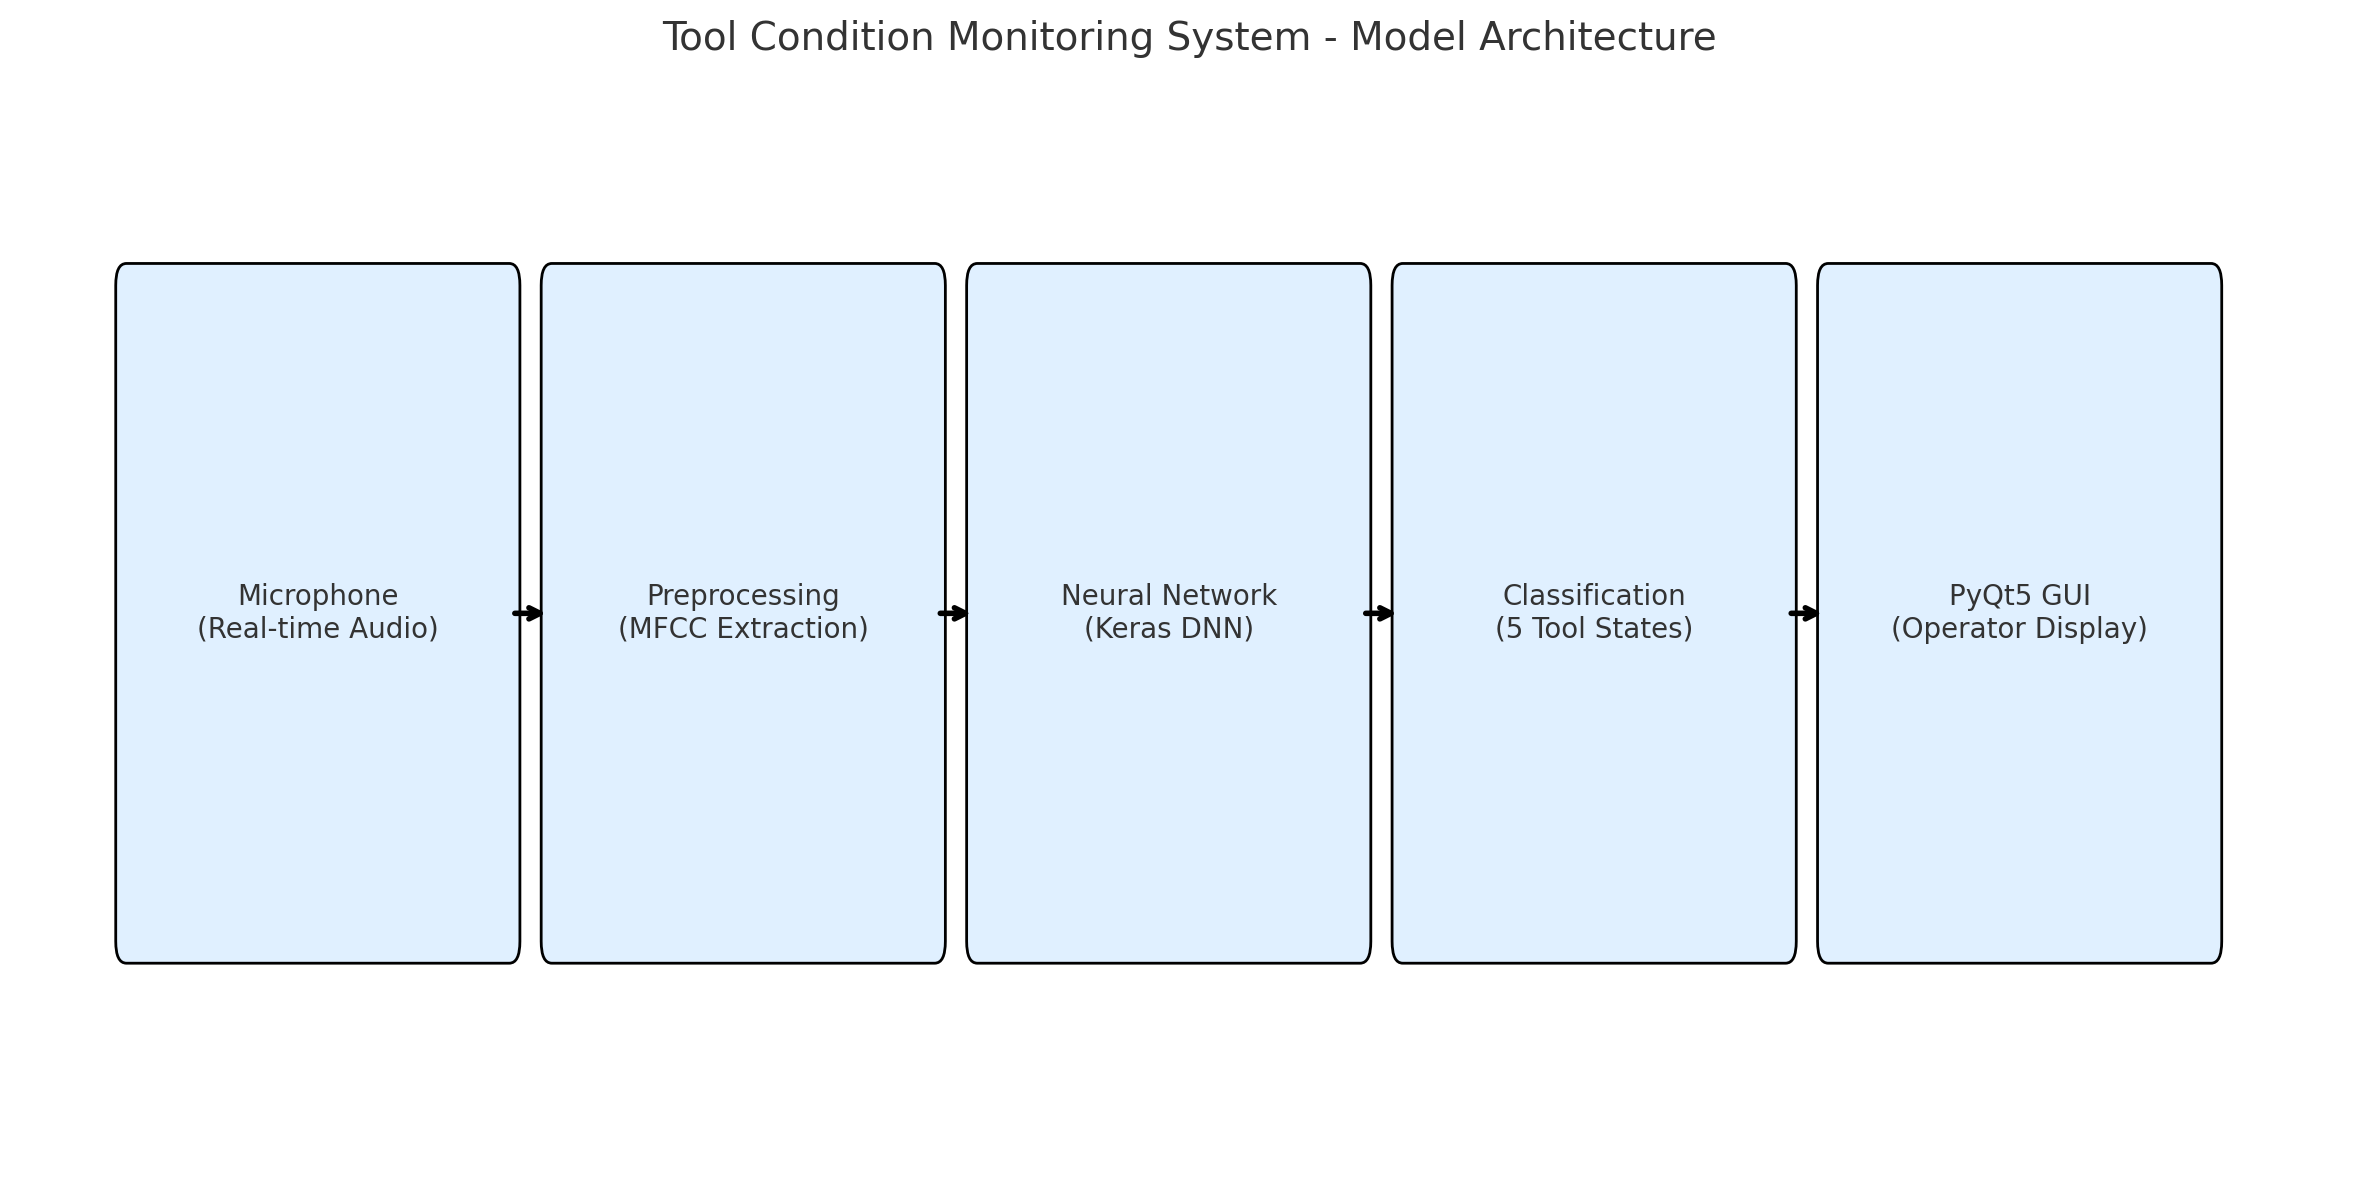 Tool Condition Monitoring System - Model Architecture
Microphone
(Real-time Audio)
Preprocessing
(MFCC Extraction)
Neural Network
(Keras DNN)
Classification
(5 Tool States)
PyQt5 GUI
(Operator Display)